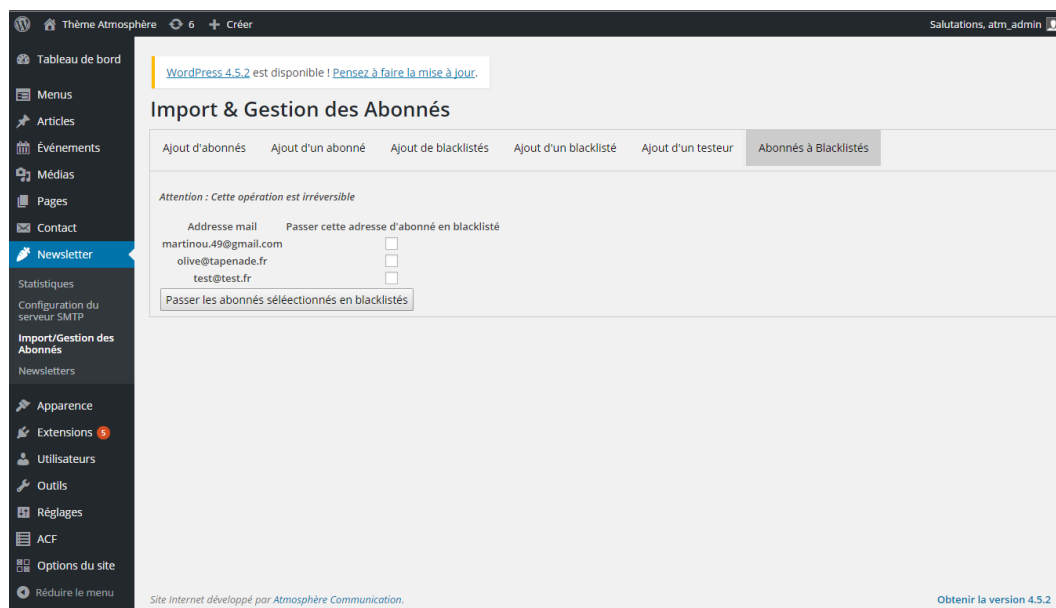 Thème Atmosphère 6 Créer Salutations, atm_admin
Tableau de bord
Menus
Articles
Événements
Médias
Pages
Contact
Newsletter
Statistiques
Configuration du
serveur SMTP
Import/Gestion des
Abonnés
Newsletters
Apparence
Extensions 5
Utilisateurs
Outils
Réglages
ACF
Options du site
Réduire le menu
WordPress 4.5.2 est disponible ! Pensez à faire la mise à jour.
Import & Gestion des Abonnés
Ajout d'abonnés Ajout d'un abonné Ajout de blacklistés Ajout d'un blacklisté Ajout d'un testeur Abonnés à Blacklistés
Attention : Cette opération est irréversible
Addresse mail Passer cette adresse d'abonné en blacklisté
martinou.49@gmail.com
olive@tapenade.fr
test@test.fr
Passer les abonnés séléectionnés en blacklistés
Site Internet développé par Atmosphère Communication. Obtenir la version 4.5.2